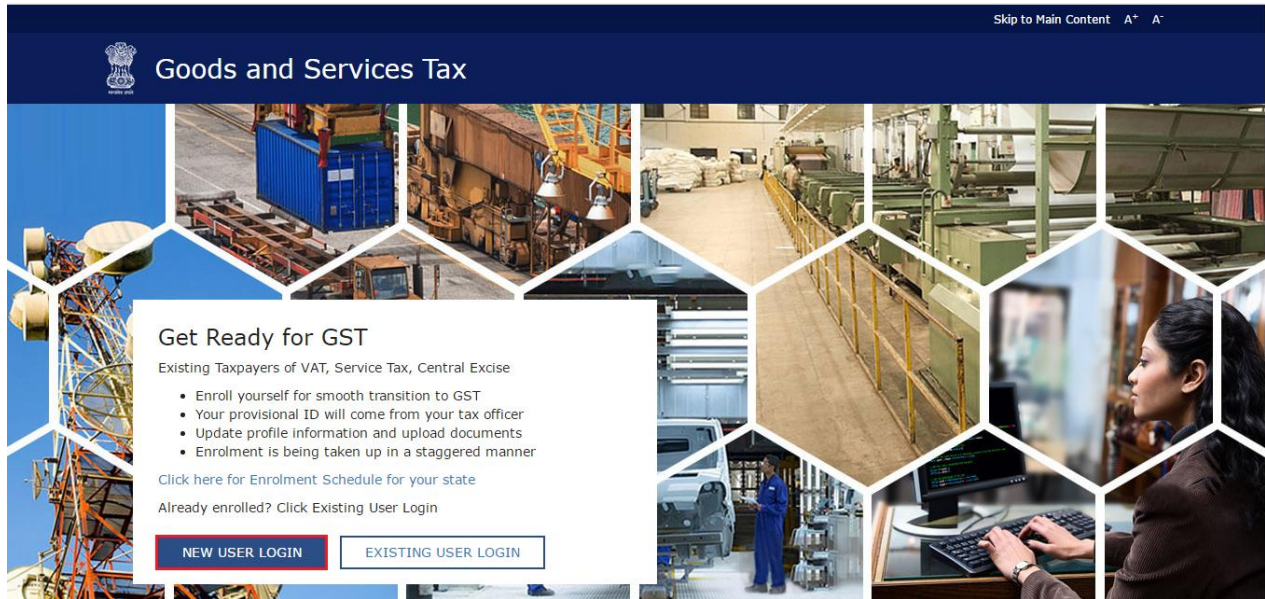 Skip to Main Content A+ A-
Goods and Services Tax
Get Ready for GST
Existing Taxpayers of VAT, Service Tax, Central Excise
• Enroll yourself for smooth transition to GST
• Your provisional ID will come from your tax officer
• Update profile information and upload documents
• Enrolment is being taken up in a staggered manner
Click here for Enrolment Schedule for your state
Already enrolled? Click Existing User Login
NEW USER LOGIN EXISTING USER LOGIN